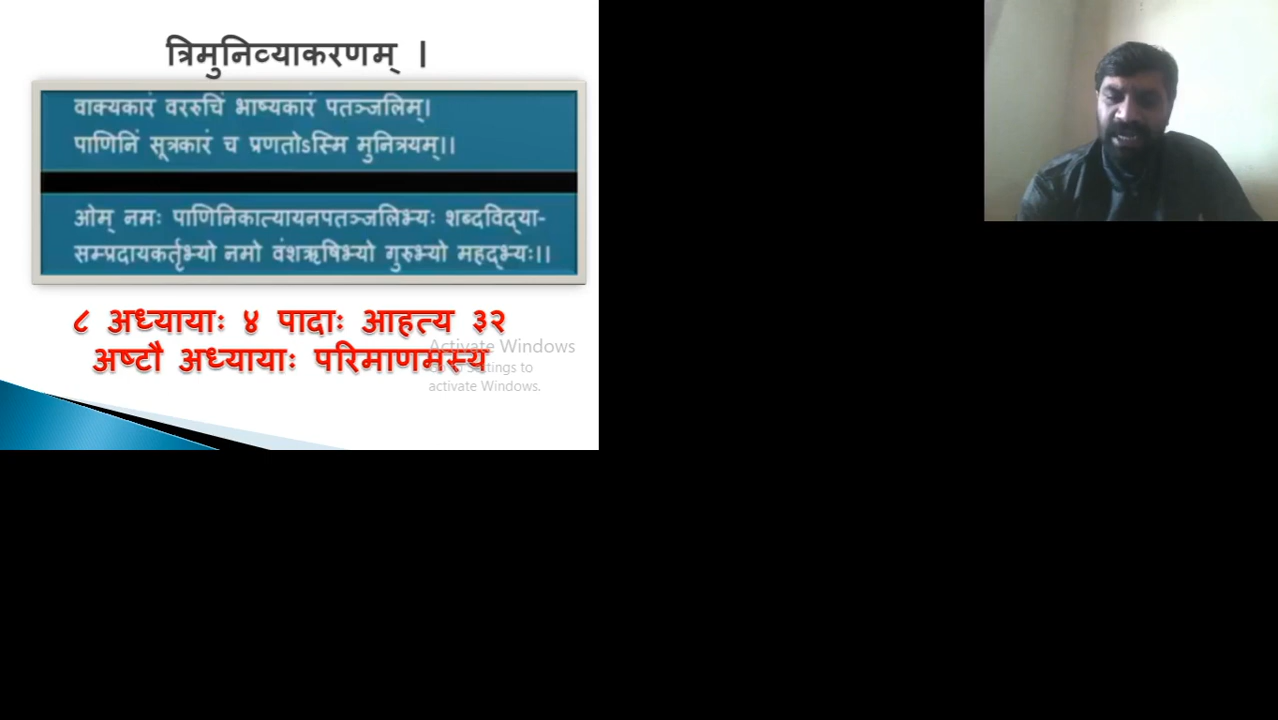 त्रिमुनिव्याकरणम् ।
वाक्यकारं वररुचिं भाष्यकारं पतञ्जलिम्।
पाणिनिं सूत्रकारं च प्रणतोऽस्मि मुनित्रयम्।।
ओम् नमः पाणिनिकात्यायनपतञ्जलिभ्यः शब्दविद्या-
सम्प्रदायकर्तृभ्यो नमो वंशऋषिभ्यो गुरुभ्यो महद्भ्यः।।
८ अध्यायाः ४ पादाः आहत्य ३२
अष्टौ अध्यायाः परिमाणमस्य
Activate Windows
Go to Settings to
activate Windows.